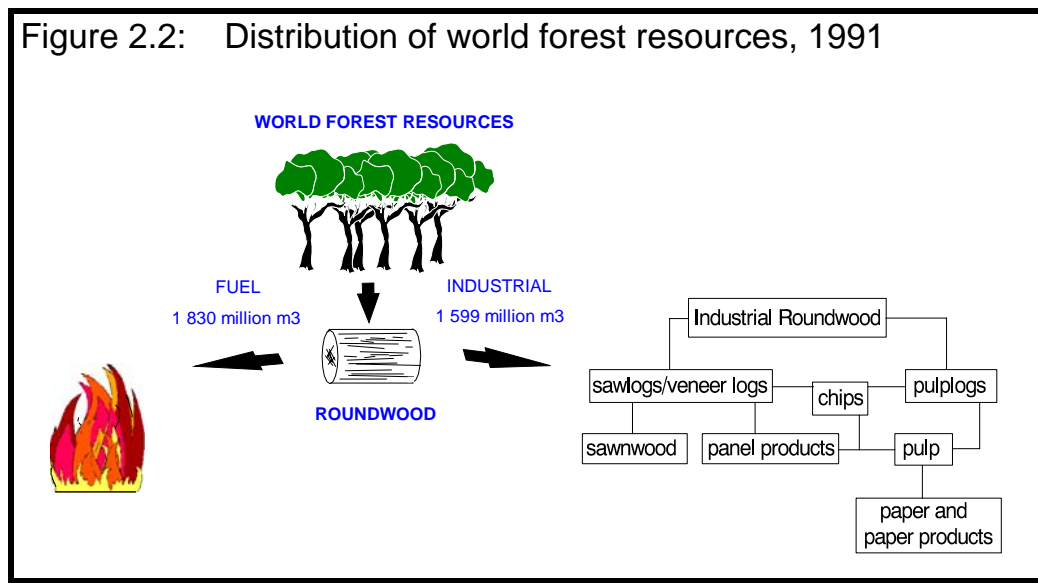 Figure 2.2: Distribution of world forest resources, 1991
WORLD FOREST RESOURCES
FUEL
1 830 million m3
INDUSTRIAL
1 599 million m3
ROUNDWOOD
Industrial Roundwood
sawlogs/veneer logs
chips
pulplogs
sawnwood
panel products
pulp
paper and
paper products